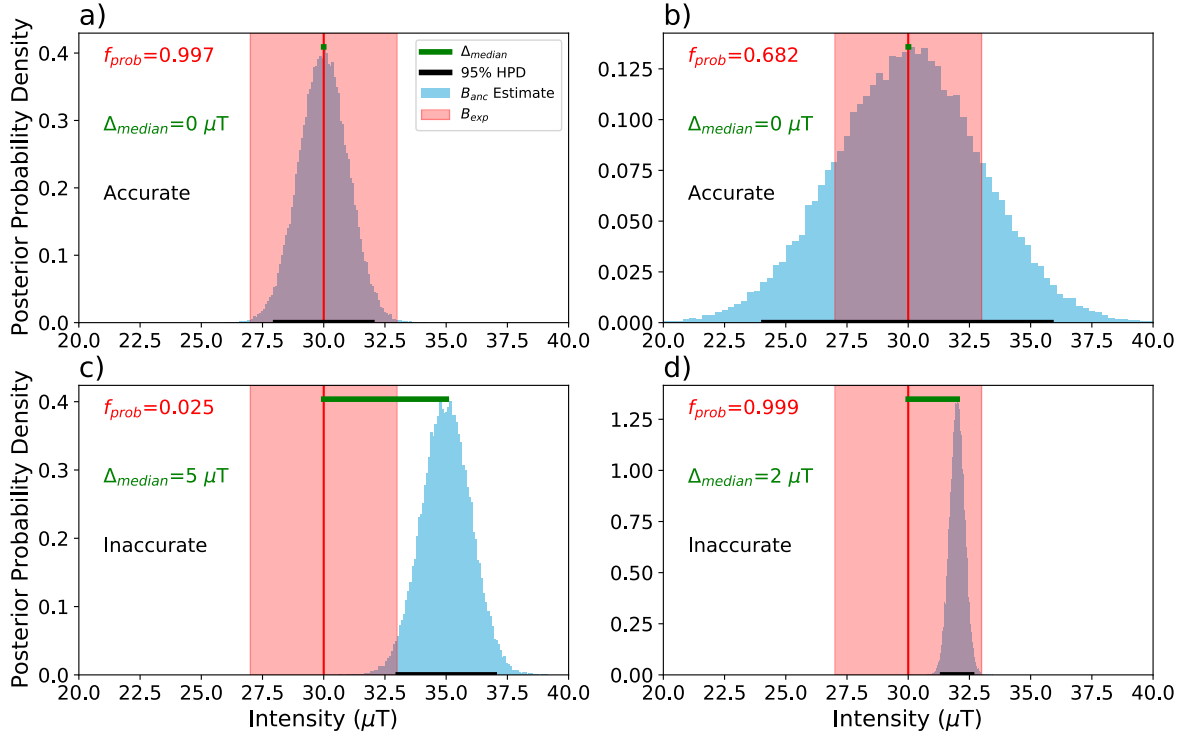 a)
f_prob=0.997
Δ_median=0 μT
Accurate
Δ_median
95% HPD
B_anc Estimate
B_exp
Posterior Probability Density
0.4
0.3
0.2
0.1
0.0
20.0 22.5 25.0 27.5 30.0 32.5 35.0 37.5 40.0
b)
f_prob=0.682
Δ_median=0 μT
Accurate
0.125
0.100
0.075
0.050
0.025
0.000
20.0 22.5 25.0 27.5 30.0 32.5 35.0 37.5 40.0
c)
f_prob=0.025
Δ_median=5 μT
Inaccurate
Posterior Probability Density
0.4
0.3
0.2
0.1
0.0
20.0 22.5 25.0 27.5 30.0 32.5 35.0 37.5 40.0
Intensity (μT)
d)
f_prob=0.999
Δ_median=2 μT
Inaccurate
1.25
1.00
0.75
0.50
0.25
0.00
20.0 22.5 25.0 27.5 30.0 32.5 35.0 37.5 40.0
Intensity (μT)